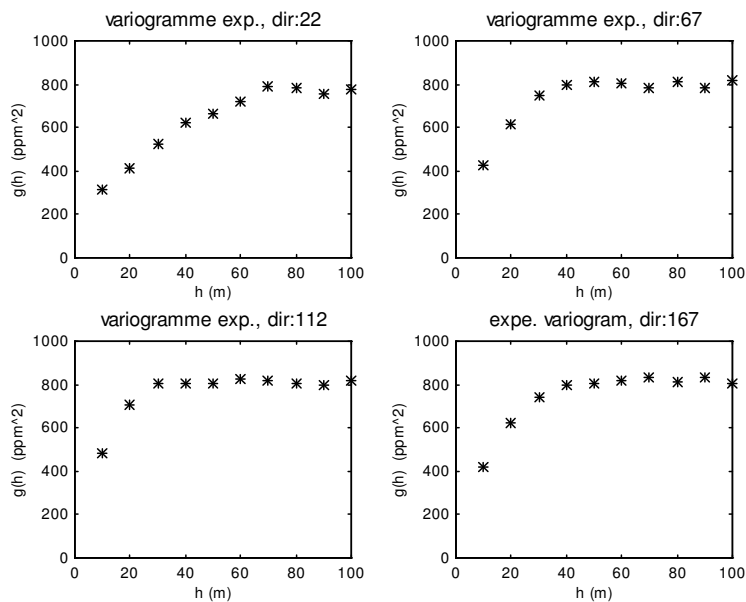 variogramme exp., dir:22
1000
800
600
400
200
0
g(h) (ppm^2)
0 20 40 60 80 100
h (m)
variogramme exp., dir:67
1000
800
600
400
200
0
g(h) (ppm^2)
0 20 40 60 80 100
h (m)
variogramme exp., dir:112
1000
800
600
400
200
0
g(h) (ppm^2)
0 20 40 60 80 100
h (m)
expe. variogram, dir:167
1000
800
600
400
200
0
g(h) (ppm^2)
0 20 40 60 80 100
h (m)